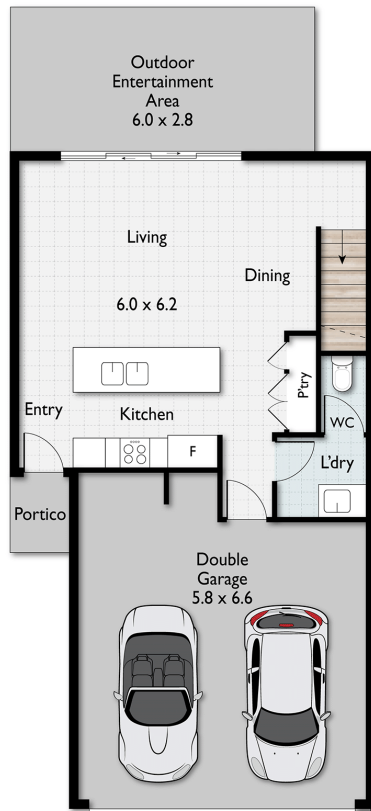 Outdoor
Entertainment
Area
6.0 x 2.8
Living
Dining
6.0 x 6.2
P'try
Entry
Kitchen
WC
F
L'dry
Portico
Double
Garage
5.8 x 6.6